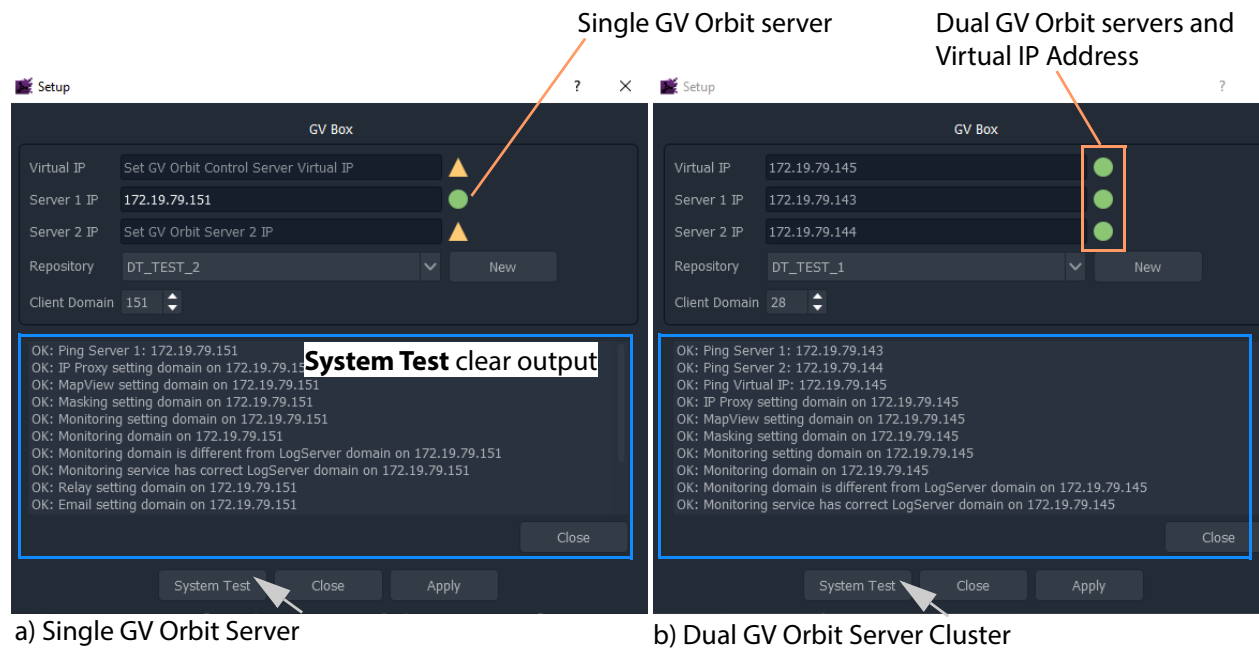 Single GV Orbit server
Dual GV Orbit servers and
Virtual IP Address
Setup
?
GV Box
Virtual IP
Set GV Orbit Control Server Virtual IP
Server 1 IP
172.19.79.151
Server 2 IP
Set GV Orbit Server 2 IP
Repository
DT_TEST_2
New
Client Domain
151
OK: Ping Server 1: 172.19.79.151
System Test clear output
OK: IP Proxy setting domain on 172.19.79.15
OK: MapView setting domain on 172.19.79.151
OK: Masking setting domain on 172.19.79.151
OK: Monitoring setting domain on 172.19.79.151
OK: Monitoring domain on 172.19.79.151
OK: Monitoring domain is different from LogServer domain on 172.19.79.151
OK: Monitoring service has correct LogServer domain on 172.19.79.151
OK: Relay setting domain on 172.19.79.151
OK: Email setting domain on 172.19.79.151
Close
System Test
Close
Apply
a) Single GV Orbit Server
Setup
?
GV Box
Virtual IP
172.19.79.145
Server 1 IP
172.19.79.143
Server 2 IP
172.19.79.144
Repository
DT_TEST_1
New
Client Domain
28
OK: Ping Server 1: 172.19.79.143
OK: Ping Server 2: 172.19.79.144
OK: Ping Virtual IP: 172.19.79.145
OK: IP Proxy setting domain on 172.19.79.145
OK: MapView setting domain on 172.19.79.145
OK: Masking setting domain on 172.19.79.145
OK: Monitoring setting domain on 172.19.79.145
OK: Monitoring domain on 172.19.79.145
OK: Monitoring domain is different from LogServer domain on 172.19.79.145
OK: Monitoring service has correct LogServer domain on 172.19.79.145
Close
System Test
Close
Apply
b) Dual GV Orbit Server Cluster